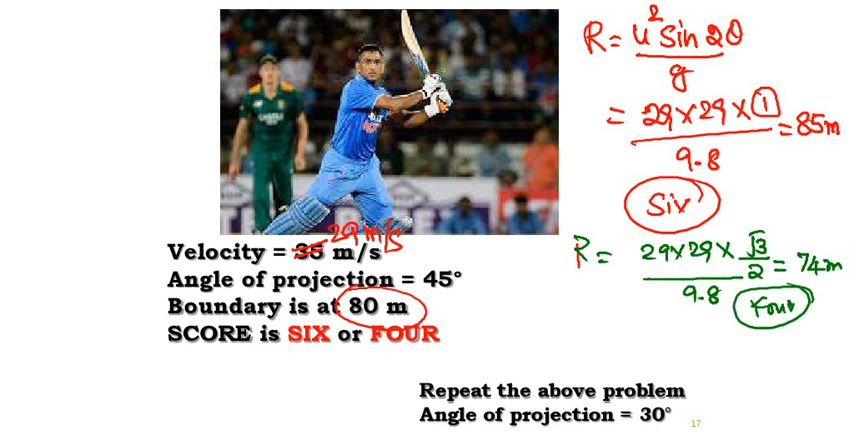 R = u² Sin 2θ
g
= 29 × 29 × 1 = 85m
9.8
Six
29 m/s
Velocity = 35 m/s
Angle of projection = 45°
Boundary is at 80 m
SCORE is SIX or FOUR
R = 29 × 29 × √3/2 = 74m
9.8
Four
Repeat the above problem
Angle of projection = 30°
17